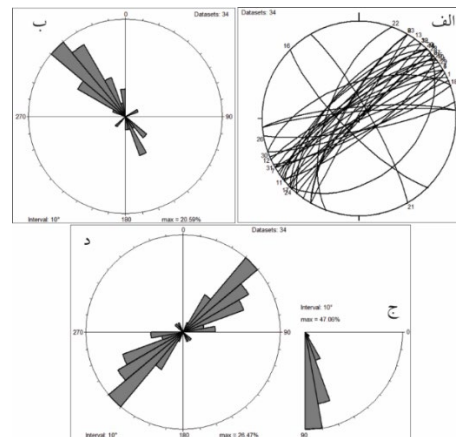 ب
0
Datasets: 34
270
90
180
Interval: 10°
max = 20.59%
الف
Datasets: 34
22
16
26
21
د
0
Datasets: 34
270
90
180
Interval: 10°
max = 26.47%
ج
Interval: 10°
max = 47.06%
0
90